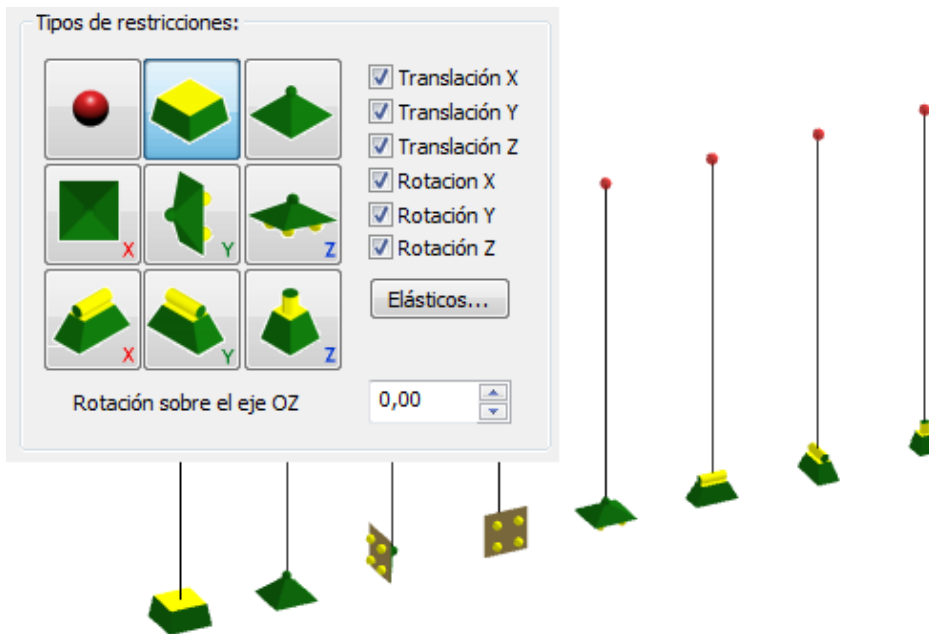 Tipos de restricciones:
Translación X
Translación Y
Translación Z
Rotacion X
Rotación Y
Rotación Z
X
Y
Z
Elásticos...
X
Y
Z
Rotación sobre el eje OZ
0,00